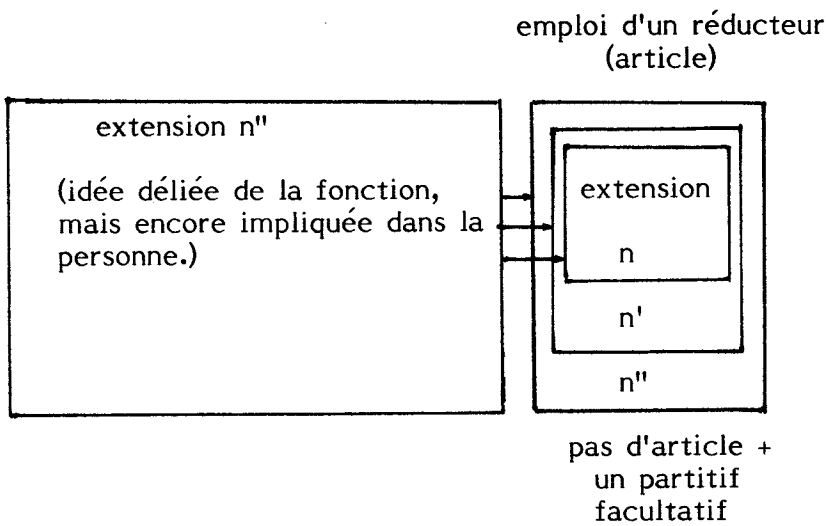 emploi d'un réducteur
(article)
extension n"
(idée déliée de la fonction,
mais encore impliquée dans la
personne.)
extension
n
n'
n"
pas d'article +
un partitif
facultatif